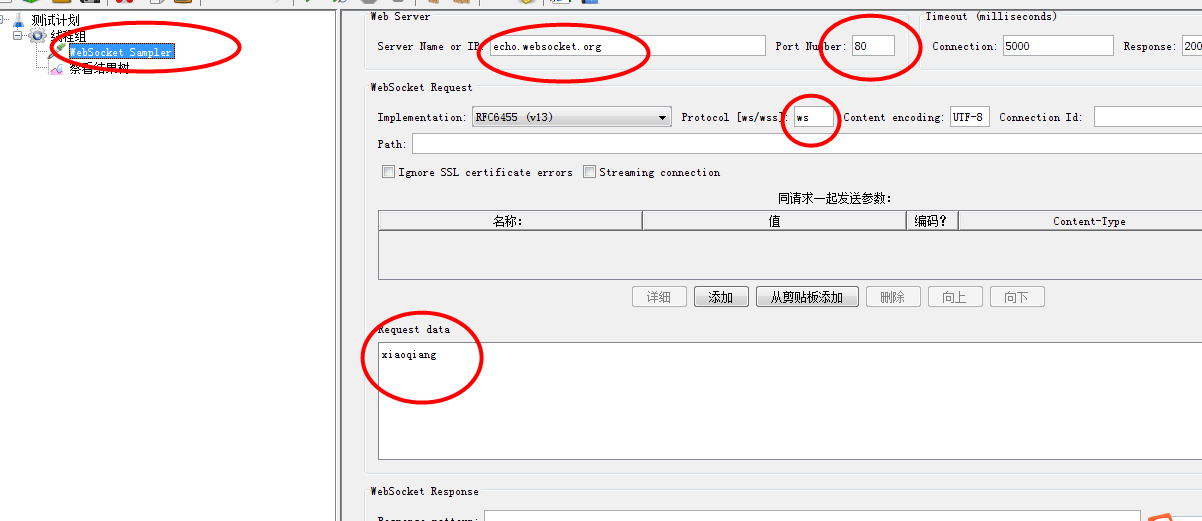 测试计划
线程组
WebSocket Sampler
察看结果树
Web Server
Timeout (milliseconds)
Server Name or IP: echo.websocket.org Port Number: 80 Connection: 5000 Response: 200
WebSocket Request
Implementation: RFC6455 (v13) Protocol [ws/wss]: ws Content encoding: UTF-8 Connection Id:
Path:
Ignore SSL certificate errors Streaming connection
同请求一起发送参数:
名称: 值 编码? Content-Type
详细 添加 从剪贴板添加 删除 向上 向下
Request data
xiaoqiang
WebSocket Response
Response pattern: